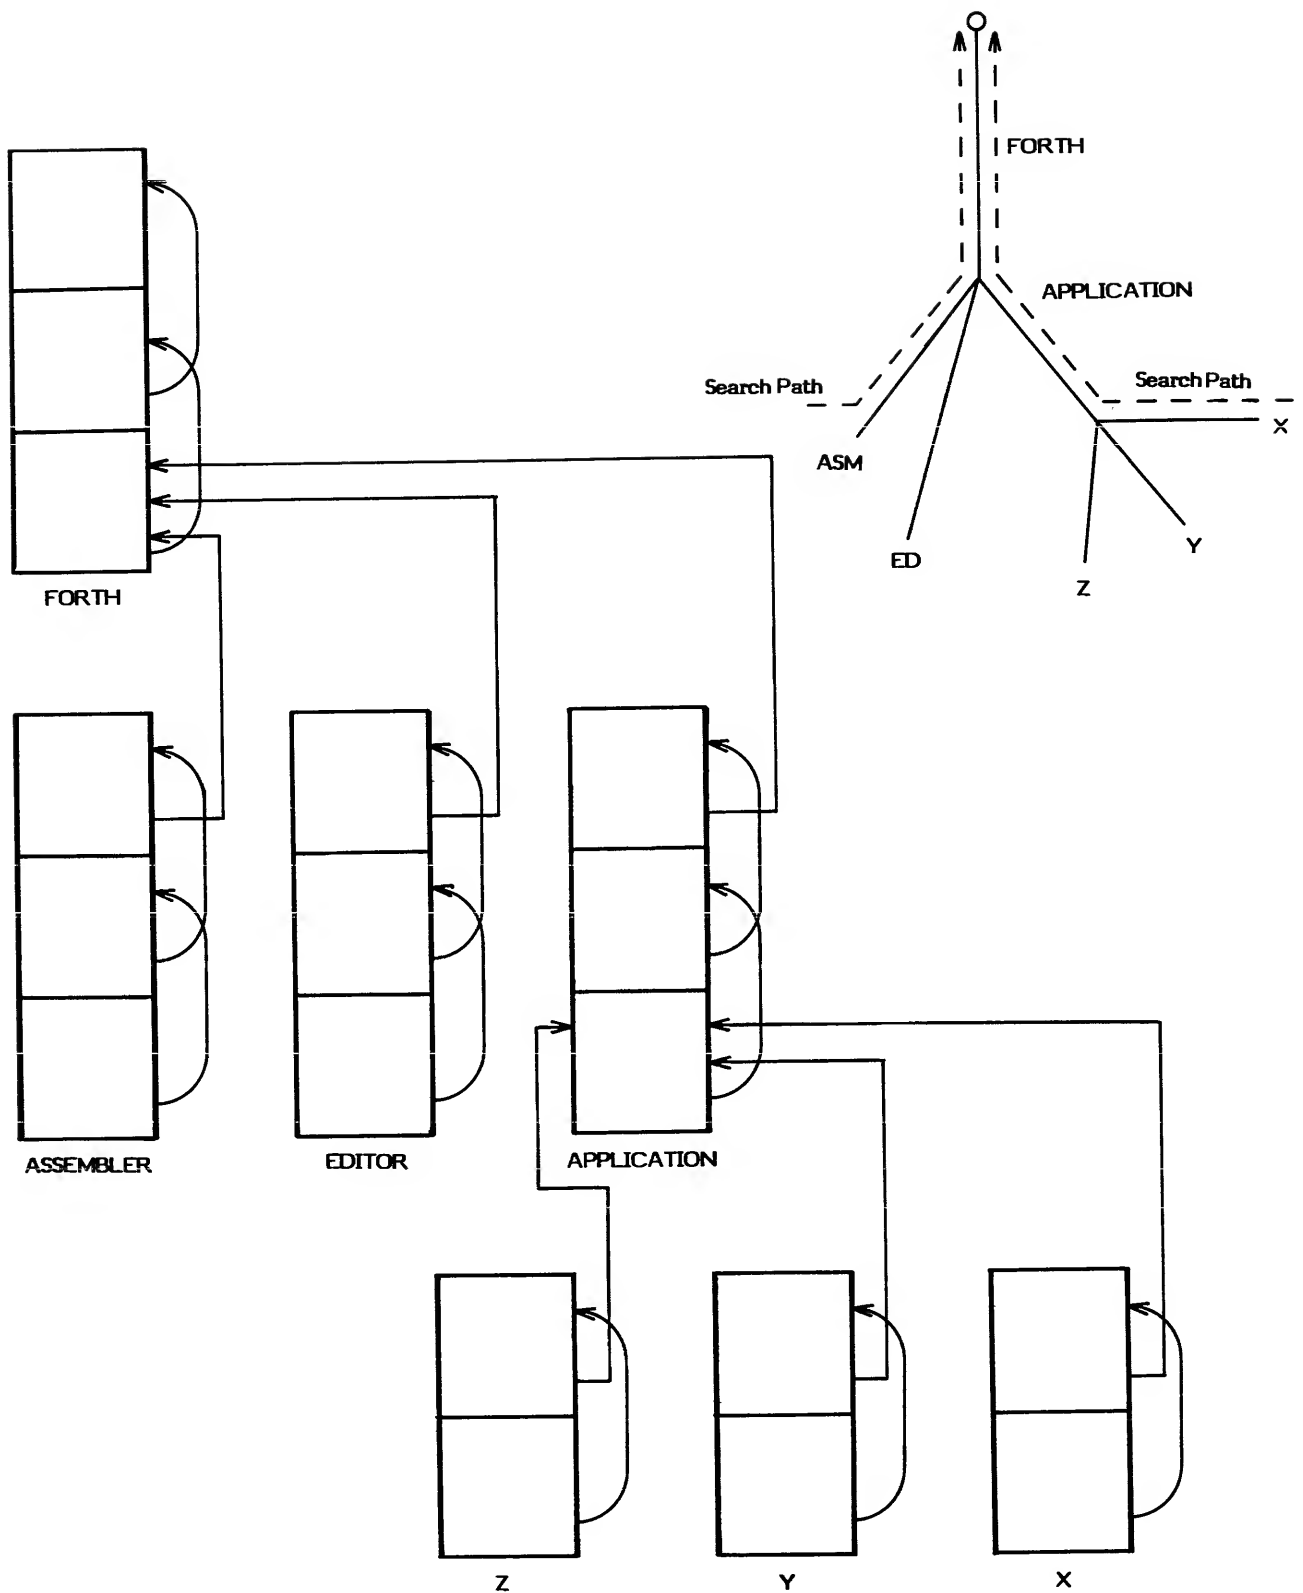 FORTH
APPLICATION
Search Path
Search Path
X
ASM
Y
ED
Z
FORTH
ASSEMBLER
EDITOR
APPLICATION
Z
Y
X